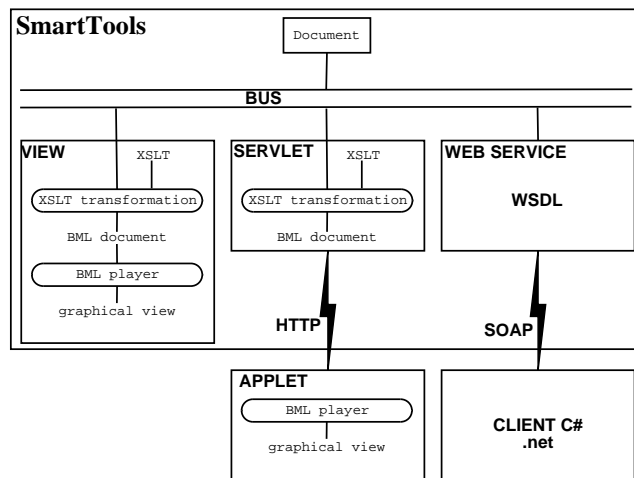 SmartTools
Document
BUS
VIEW
XSLT
XSLT transformation
BML document
BML player
graphical view
SERVLET
XSLT
XSLT transformation
BML document
WEB SERVICE
WSDL
HTTP
SOAP
APPLET
BML player
graphical view
CLIENT C#
.net